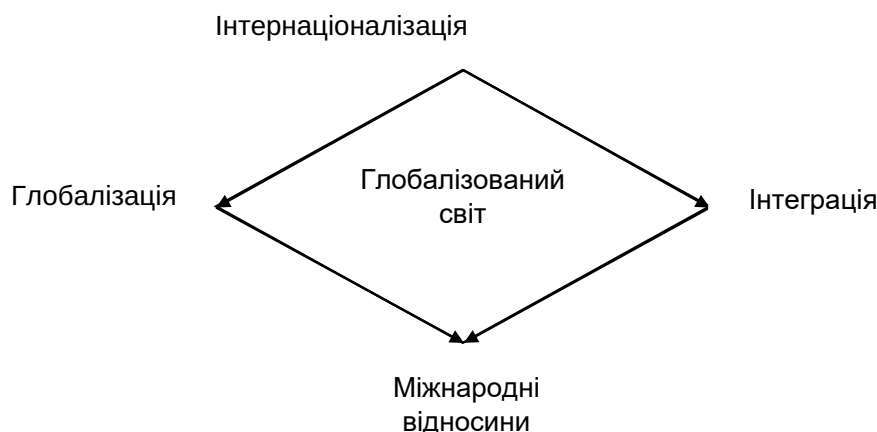 Інтернаціоналізація
Глобалізація
Глобалізований
світ
Інтеграція
Міжнародні
відносини